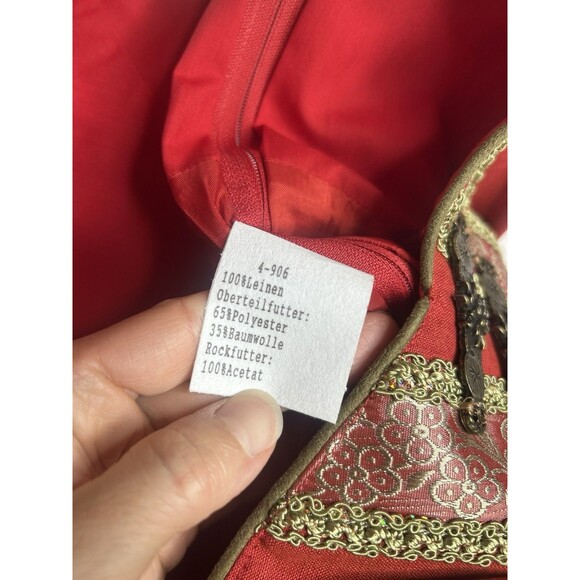 4-906
100%Leinen
Oberteilfutter:
65%Polyester
35%Baumwolle
Rockfutter:
100%Acetat